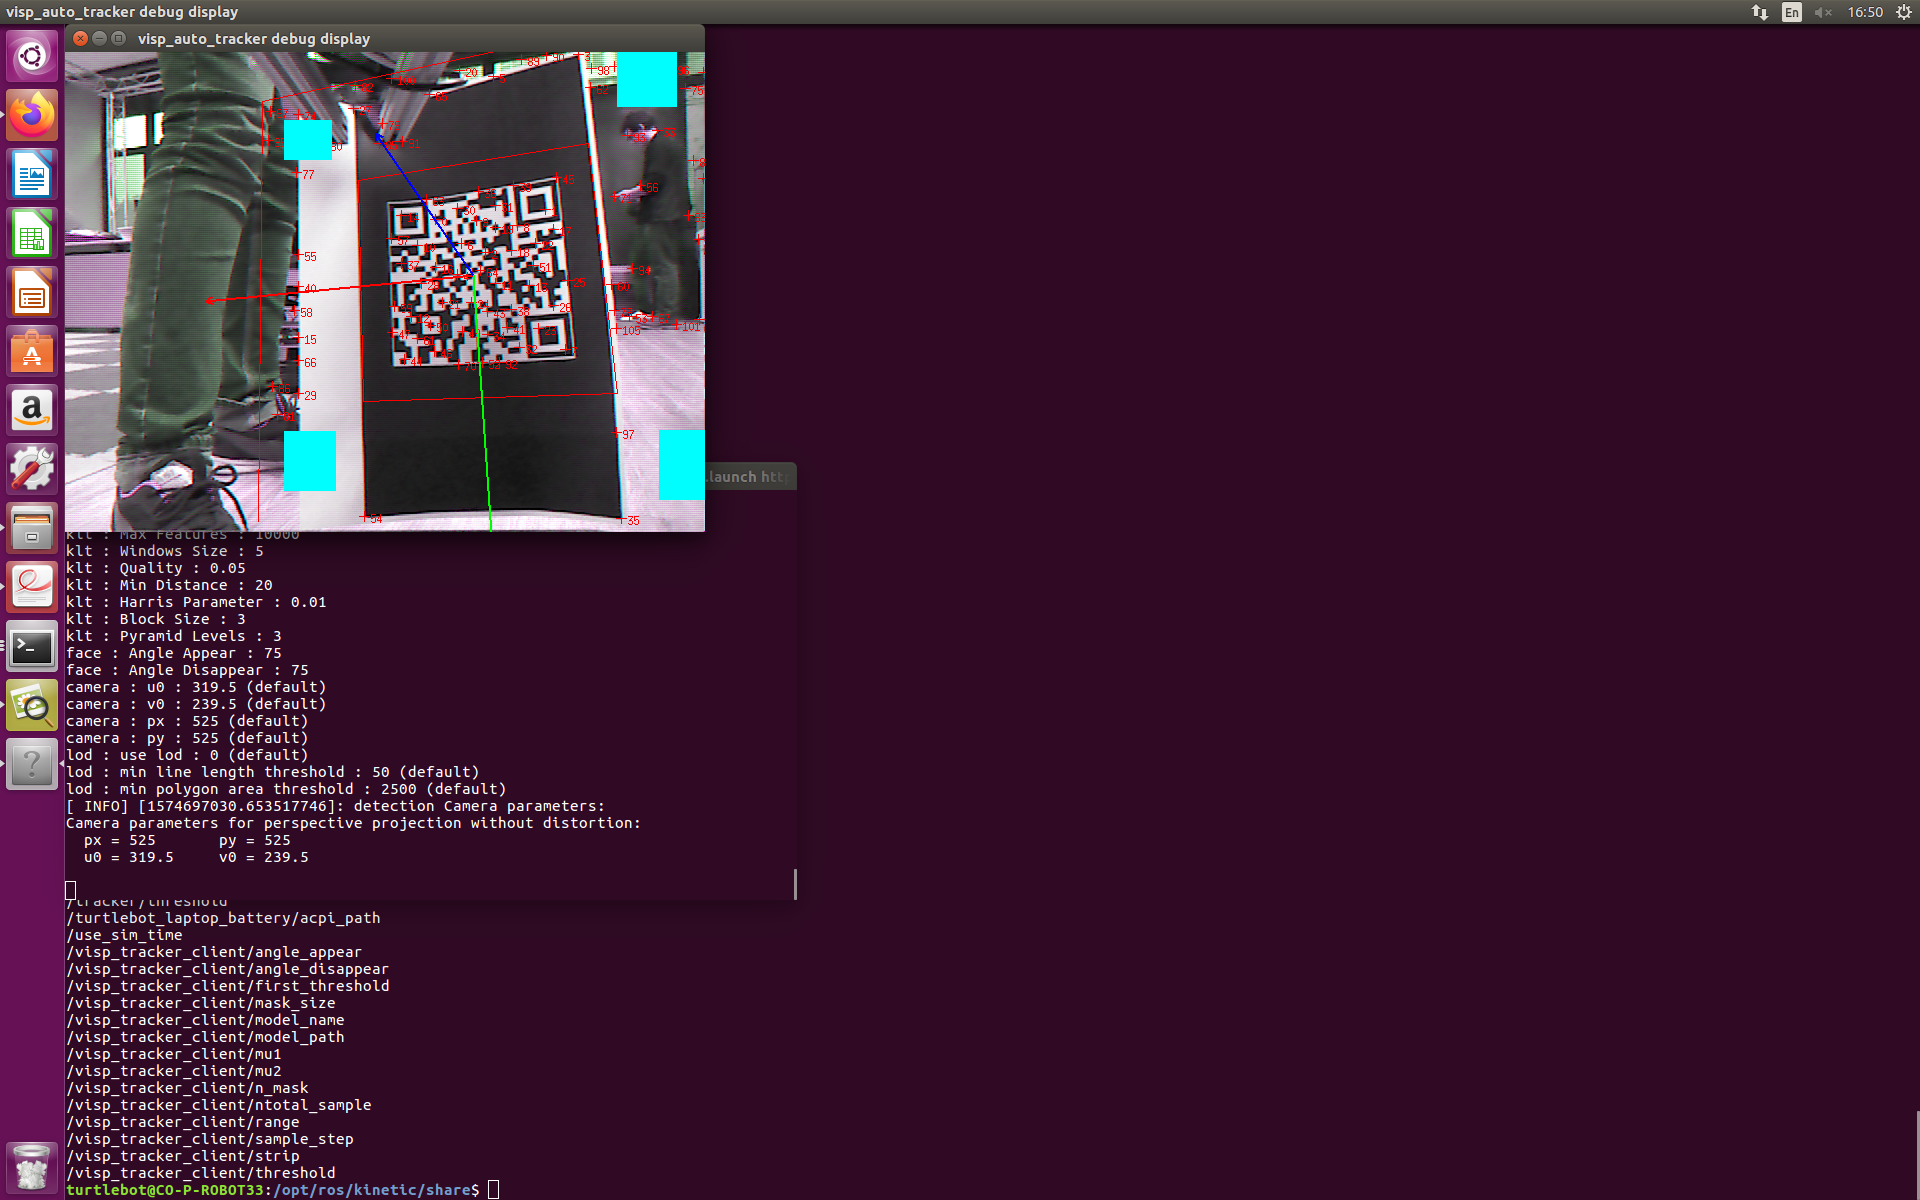 visp_auto_tracker debug display
En
16:50
visp_auto_tracker debug display
.launch htt
klt : Max Features : 10000
klt : Windows Size : 5
klt : Quality : 0.05
klt : Min Distance : 20
klt : Harris Parameter : 0.01
klt : Block Size : 3
klt : Pyramid Levels : 3
face : Angle Appear : 75
face : Angle Disappear : 75
camera : u0 : 319.5 (default)
camera : v0 : 239.5 (default)
camera : px : 525 (default)
camera : py : 525 (default)
lod : use lod : 0 (default)
lod : min line length threshold : 50 (default)
lod : min polygon area threshold : 2500 (default)
[ INFO] [1574697030.653517746]: detection Camera parameters:
Camera parameters for perspective projection without distortion:
px = 525 py = 525
u0 = 319.5 v0 = 239.5
/tracker/threshold
/turtlebot_laptop_battery/acpi_path
/use_sim_time
/visp_tracker_client/angle_appear
/visp_tracker_client/angle_disappear
/visp_tracker_client/first_threshold
/visp_tracker_client/mask_size
/visp_tracker_client/model_name
/visp_tracker_client/model_path
/visp_tracker_client/mu1
/visp_tracker_client/mu2
/visp_tracker_client/n_mask
/visp_tracker_client/ntotal_sample
/visp_tracker_client/range
/visp_tracker_client/sample_step
/visp_tracker_client/strip
/visp_tracker_client/threshold
turtlebot@CO-P-ROBOT33:/opt/ros/kinetic/share$